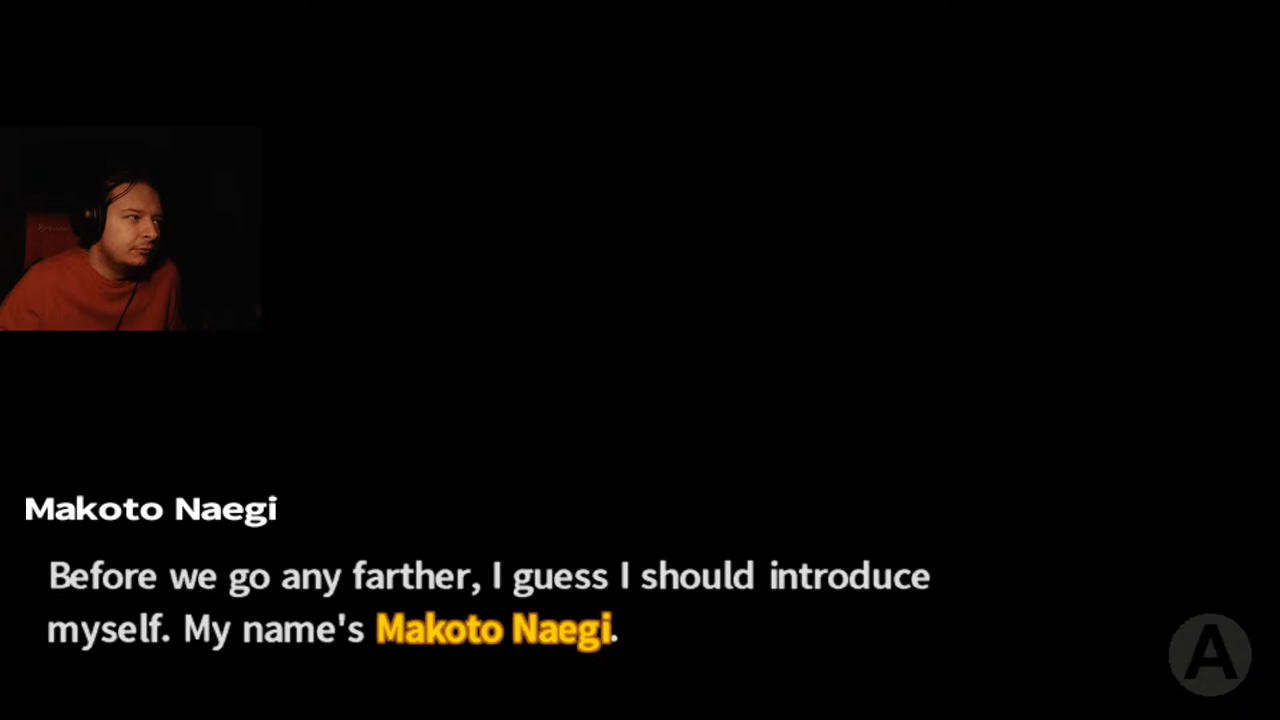 Makoto Naegi
Before we go any farther, I guess I should introduce
myself. My name's Makoto Naegi.
A